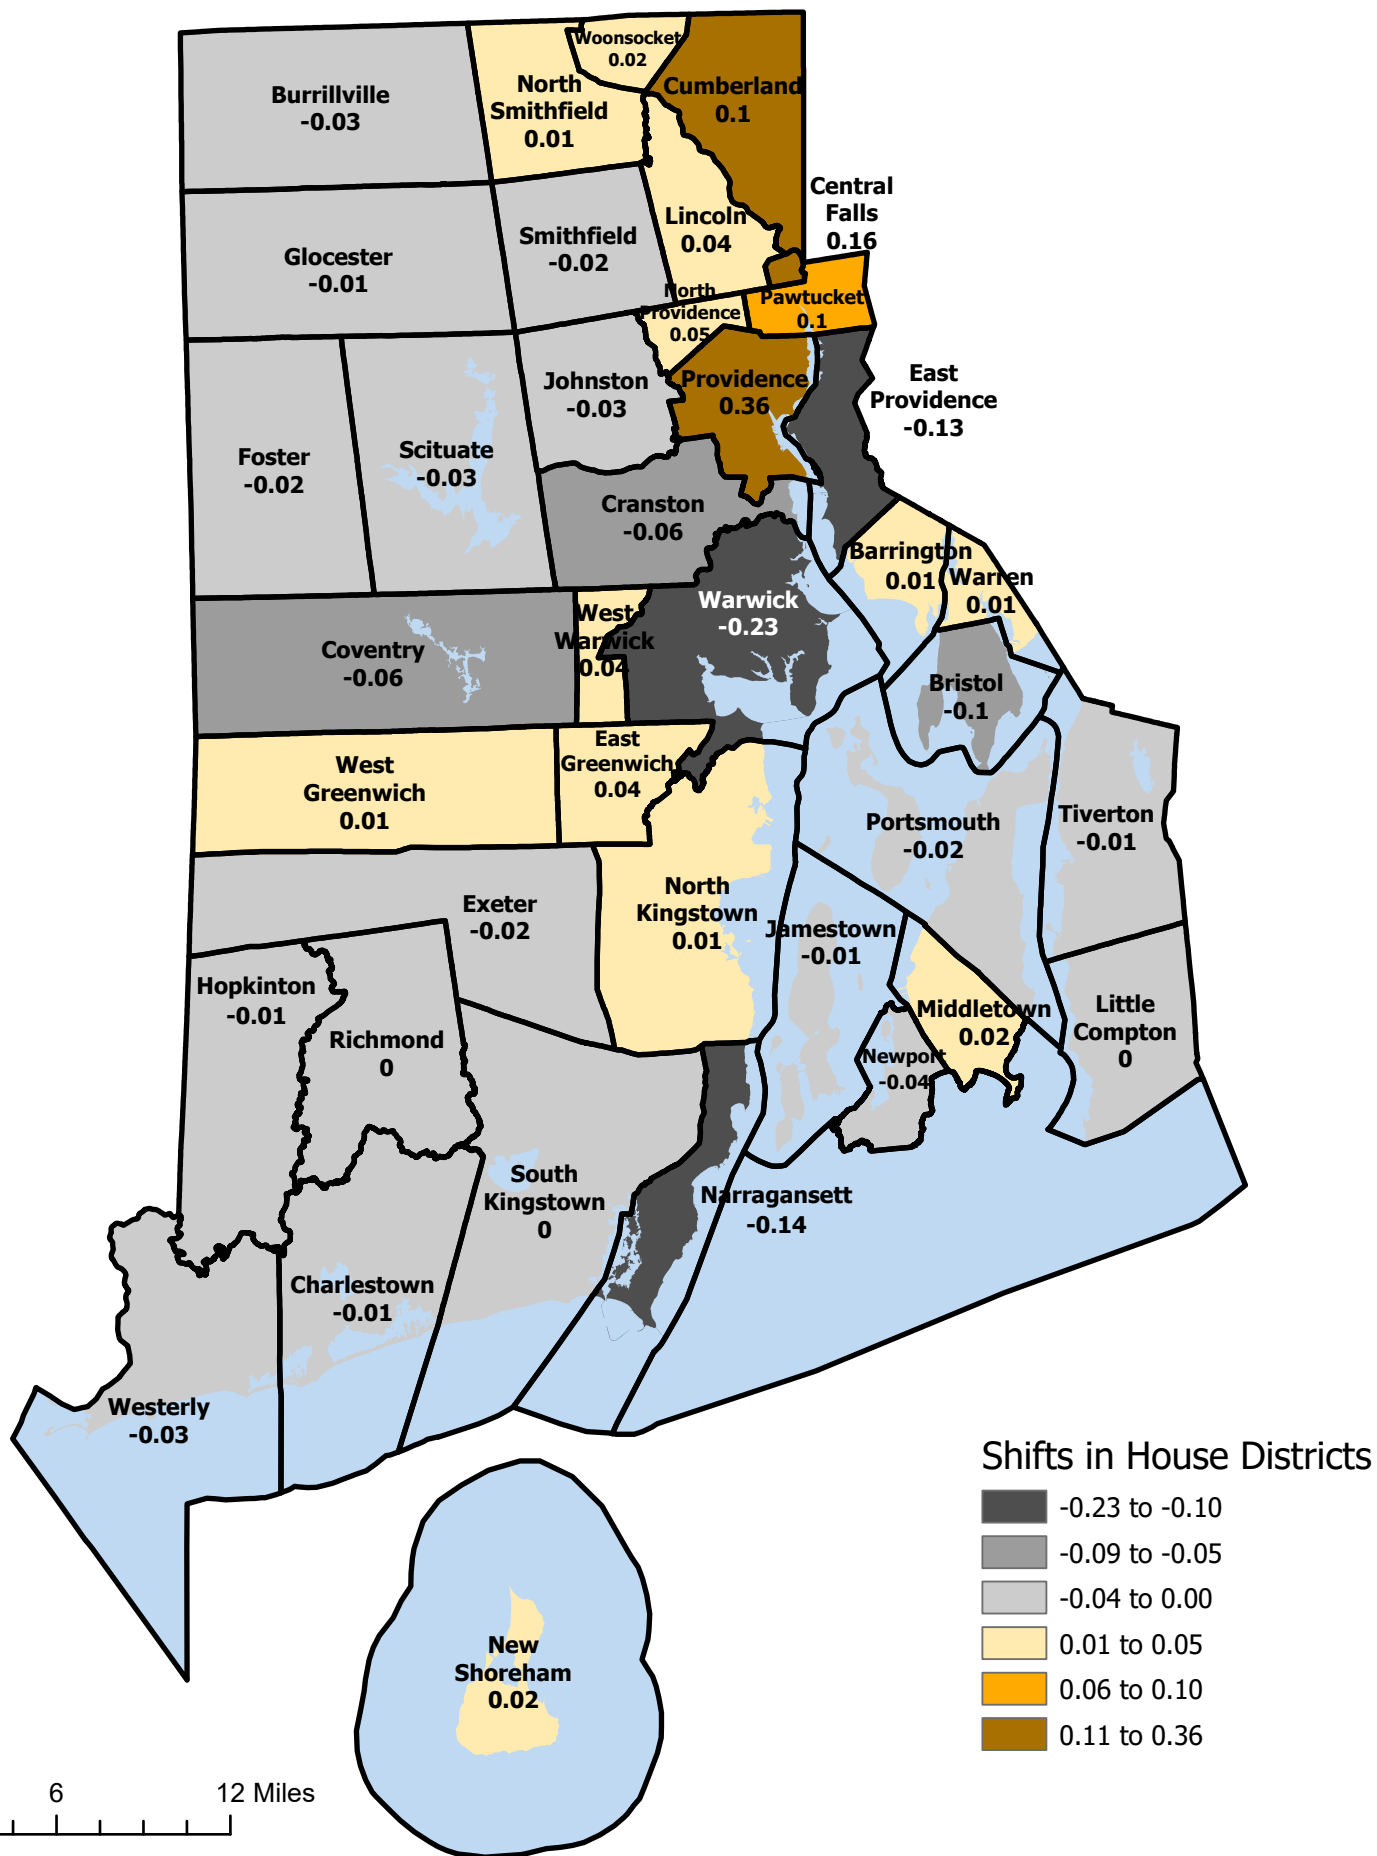 Woonsocket
0.02
Burrillville
-0.03
North
Smithfield
0.01
Cumberland
0.1
Central
Falls
0.16
Lincoln
0.04
Smithfield
-0.02
Glocester
-0.01
North
Providence
0.05
Pawtucket
0.1
Johnston
-0.03
Providence
0.36
East
Providence
-0.13
Foster
-0.02
Scituate
-0.03
Cranston
-0.06
Barrington
0.01
Warren
0.01
Warwick
-0.23
West
Warwick
0.04
Coventry
-0.06
Bristol
-0.1
East
Greenwich
0.04
West
Greenwich
0.01
Portsmouth
-0.02
Tiverton
-0.01
North
Kingstown
0.01
Exeter
-0.02
Jamestown
-0.01
Hopkinton
-0.01
Richmond
0
Middletown
0.02
Newport
-0.04
Little
Compton
0
South
Kingstown
0
Narragansett
-0.14
Charlestown
-0.01
Westerly
-0.03
New
Shoreham
0.02
Shifts in House Districts
-0.23 to -0.10
-0.09 to -0.05
-0.04 to 0.00
0.01 to 0.05
0.06 to 0.10
0.11 to 0.36
6 12 Miles